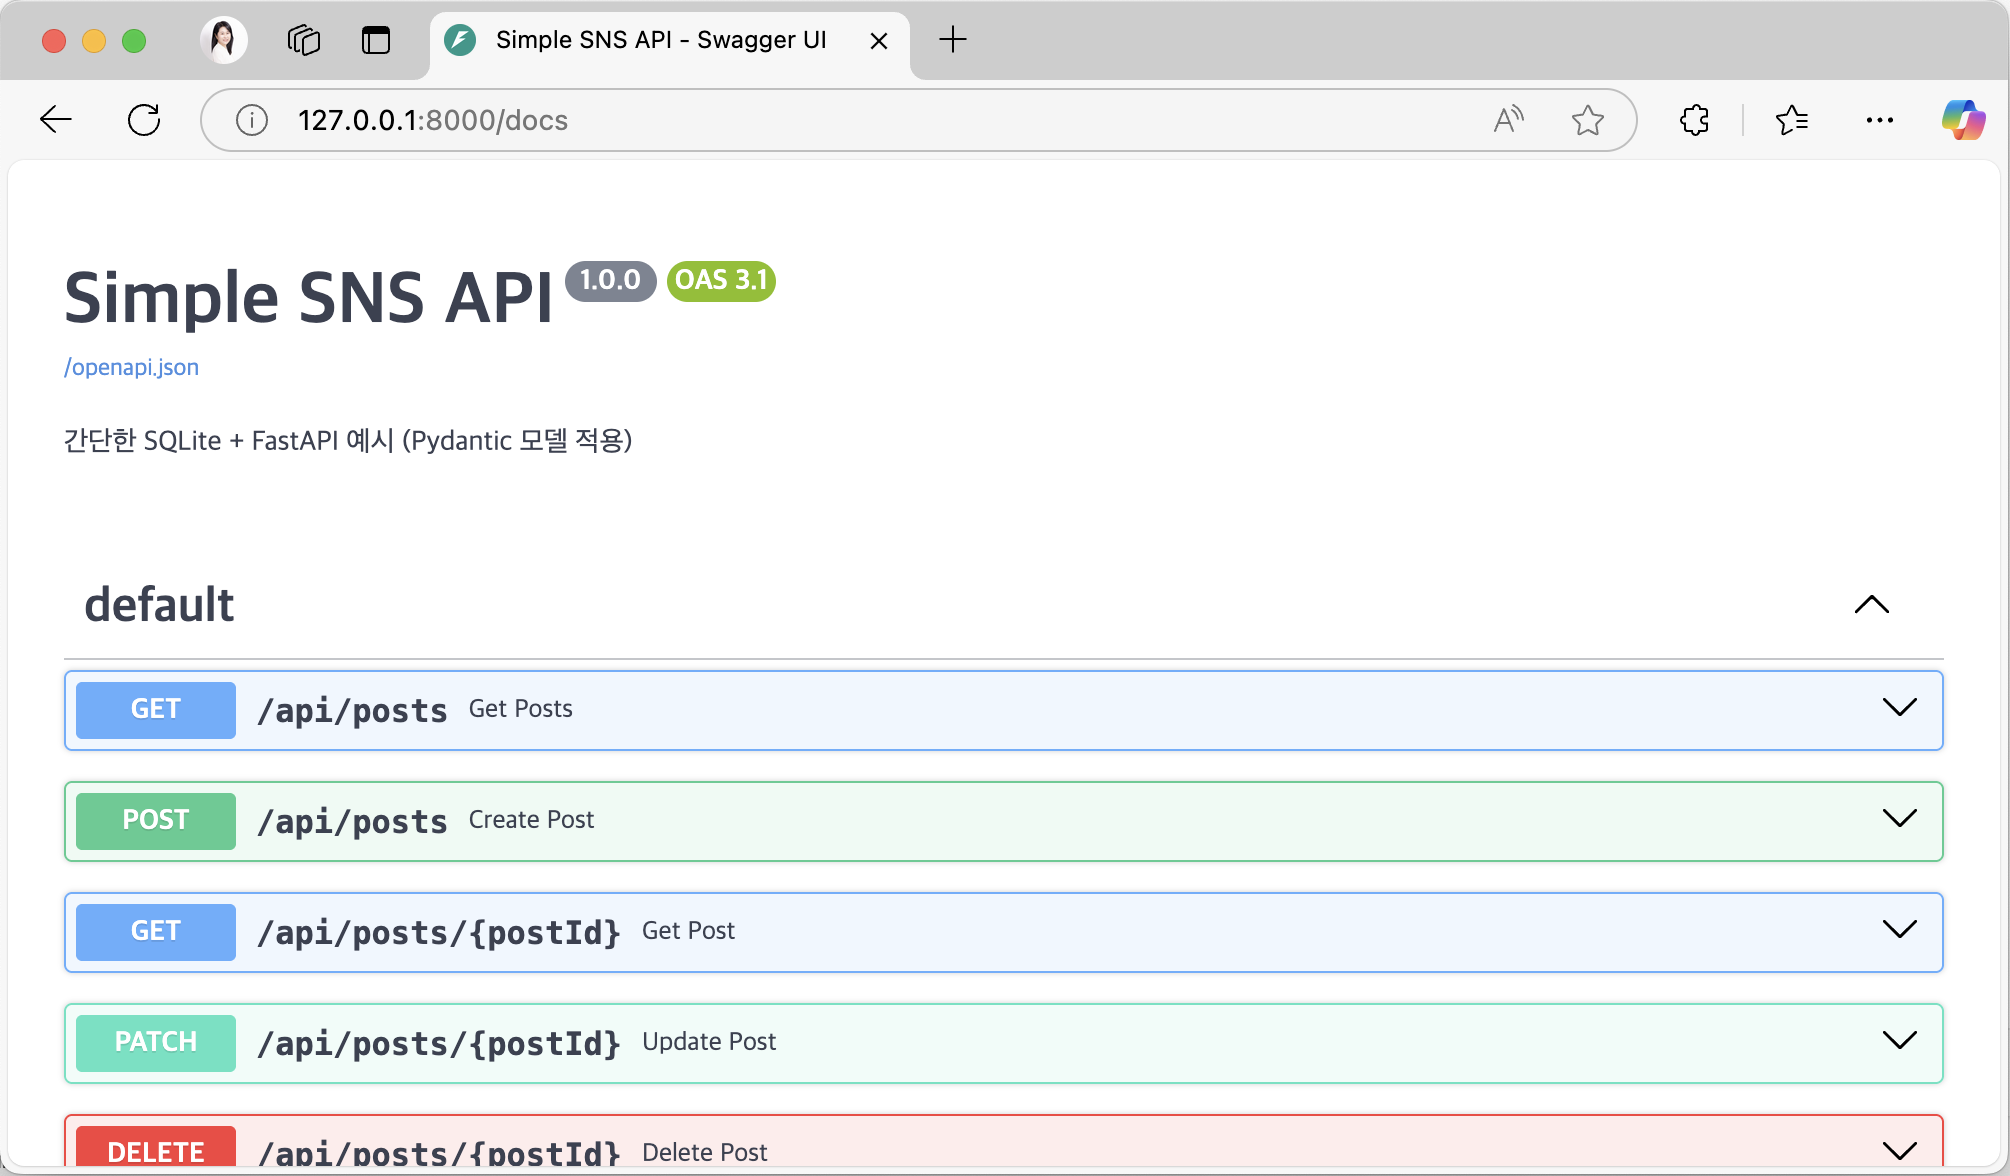 Simple SNS API - Swagger UI
127.0.0.1:8000/docs
Simple SNS API 1.0.0 OAS 3.1
/openapi.json
간단한 SQLite + FastAPI 예시 (Pydantic 모델 적용)
default
GET /api/posts Get Posts
POST /api/posts Create Post
GET /api/posts/{postId} Get Post
PATCH /api/posts/{postId} Update Post
DELETE /api/posts/{postId} Delete Post